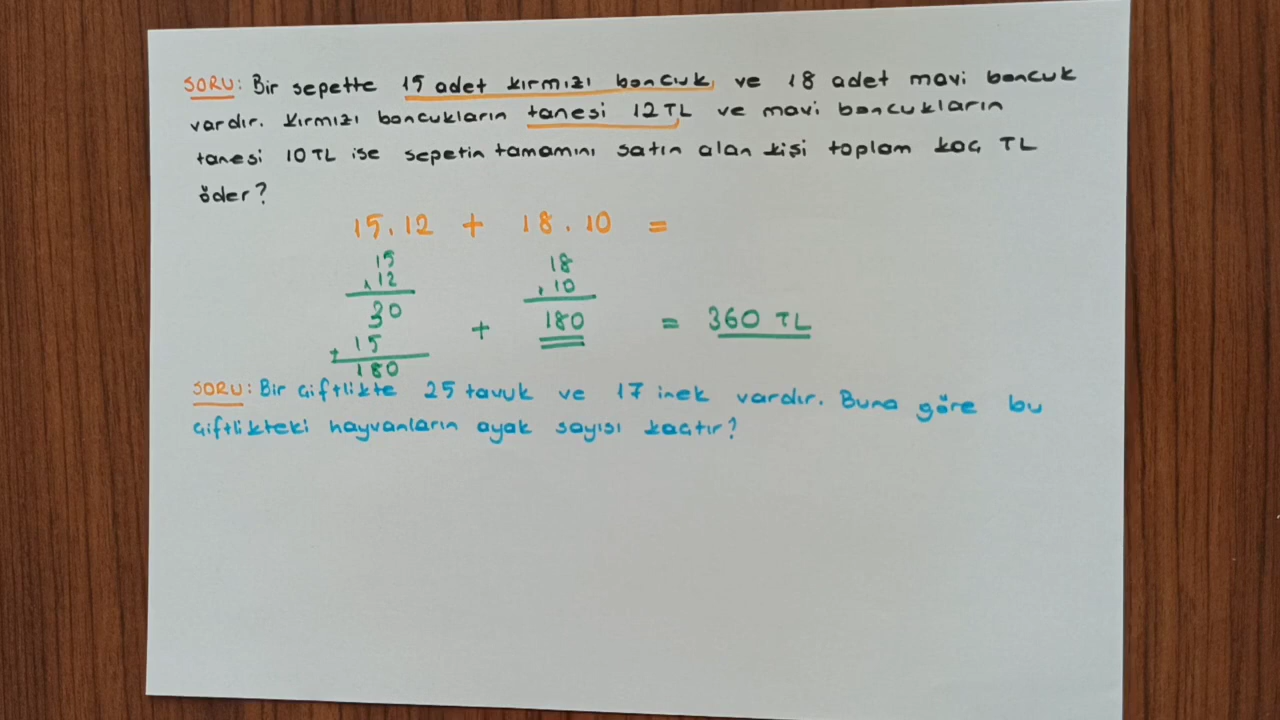 SORU: Bir sepette 15 adet kırmızı boncuk, ve 18 adet mavi boncuk
vardır. Kırmızı boncukların tanesi 12 TL ve mavi boncukların
tanesi 10 TL ise sepetin tamamını satın alan kişi toplam kaç TL
öder?
15.12 + 18.10 =
15 18
.12 .10
30 180
+ = 360 TL
+ 15
180
SORU: Bir çiftlikte 25 tavuk ve 17 inek vardır. Buna göre bu
çiftlikteki hayvanların ayak sayısı kaçtır?